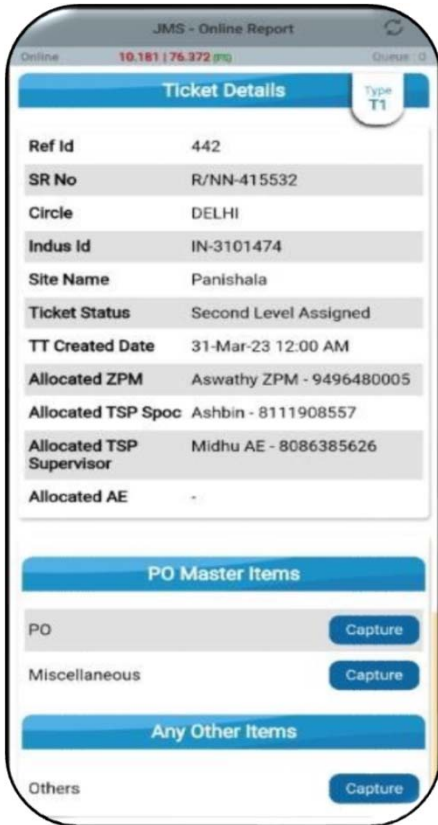 JMS - Online Report
Online 10.181 | 76.372 Queue : 0
Ticket Details
Type
T1
Ref Id 442
SR No R/NN-415532
Circle DELHI
Indus Id IN-3101474
Site Name Panishala
Ticket Status Second Level Assigned
TT Created Date 31-Mar-23 12:00 AM
Allocated ZPM Aswathy ZPM - 9496480005
Allocated TSP Spoc Ashbin - 8111908557
Allocated TSP Supervisor Midhu AE - 8086385626
Allocated AE -
PO Master Items
PO Capture
Miscellaneous Capture
Any Other Items
Others Capture